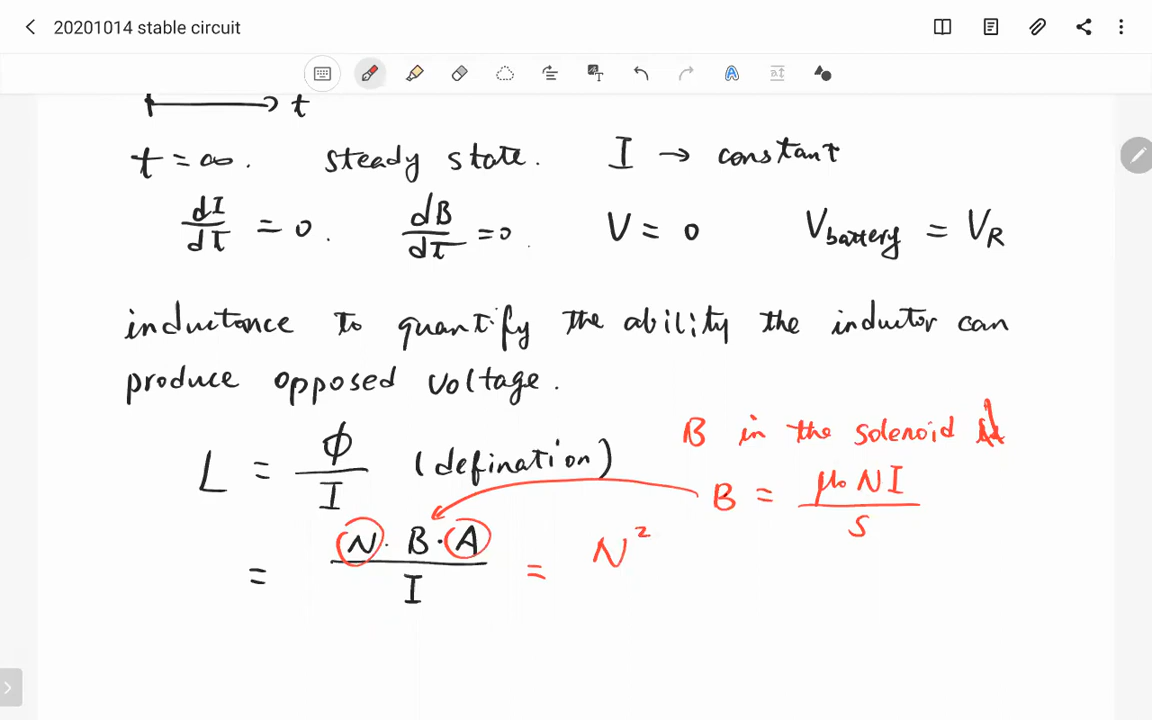 20201014 stable circuit
t
t = ∞. steady state. I → constant
dI/dt = 0. dB/dt = 0. V = 0 Vbattery = VR
inductance to quantify the ability the inductor can
produce opposed voltage.
B in the solenoid
L = ϕ/I (defination) B = μ₀NI/S
= N·B·A/I = N²